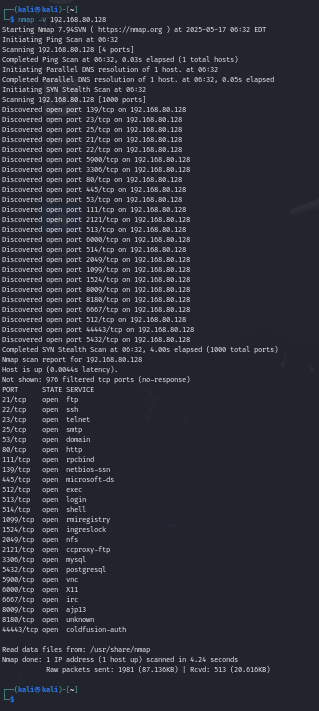 ┌──(kali㉿kali)-[~]
└─$ nmap -v 192.168.80.128
Starting Nmap 7.94SVN ( https://nmap.org ) at 2025-05-17 06:32 EDT
Initiating Ping Scan at 06:32
Scanning 192.168.80.128 [4 ports]
Completed Ping Scan at 06:32, 0.03s elapsed (1 total hosts)
Initiating Parallel DNS resolution of 1 host. at 06:32
Completed Parallel DNS resolution of 1 host. at 06:32, 0.05s elapsed
Initiating SYN Stealth Scan at 06:32
Scanning 192.168.80.128 [1000 ports]
Discovered open port 139/tcp on 192.168.80.128
Discovered open port 23/tcp on 192.168.80.128
Discovered open port 25/tcp on 192.168.80.128
Discovered open port 21/tcp on 192.168.80.128
Discovered open port 22/tcp on 192.168.80.128
Discovered open port 5900/tcp on 192.168.80.128
Discovered open port 3306/tcp on 192.168.80.128
Discovered open port 80/tcp on 192.168.80.128
Discovered open port 445/tcp on 192.168.80.128
Discovered open port 53/tcp on 192.168.80.128
Discovered open port 111/tcp on 192.168.80.128
Discovered open port 2121/tcp on 192.168.80.128
Discovered open port 513/tcp on 192.168.80.128
Discovered open port 6000/tcp on 192.168.80.128
Discovered open port 514/tcp on 192.168.80.128
Discovered open port 2049/tcp on 192.168.80.128
Discovered open port 1099/tcp on 192.168.80.128
Discovered open port 1524/tcp on 192.168.80.128
Discovered open port 8009/tcp on 192.168.80.128
Discovered open port 8180/tcp on 192.168.80.128
Discovered open port 6667/tcp on 192.168.80.128
Discovered open port 512/tcp on 192.168.80.128
Discovered open port 44443/tcp on 192.168.80.128
Discovered open port 5432/tcp on 192.168.80.128
Completed SYN Stealth Scan at 06:32, 4.00s elapsed (1000 total ports)
Nmap scan report for 192.168.80.128
Host is up (0.0044s latency).
Not shown: 976 filtered tcp ports (no-response)
PORT      STATE SERVICE
21/tcp    open  ftp
22/tcp    open  ssh
23/tcp    open  telnet
25/tcp    open  smtp
53/tcp    open  domain
80/tcp    open  http
111/tcp   open  rpcbind
139/tcp   open  netbios-ssn
445/tcp   open  microsoft-ds
512/tcp   open  exec
513/tcp   open  login
514/tcp   open  shell
1099/tcp  open  rmiregistry
1524/tcp  open  ingreslock
2049/tcp  open  nfs
2121/tcp  open  ccproxy-ftp
3306/tcp  open  mysql
5432/tcp  open  postgresql
5900/tcp  open  vnc
6000/tcp  open  X11
6667/tcp  open  irc
8009/tcp  open  ajp13
8180/tcp  open  unknown
44443/tcp open  coldfusion-auth
Read data files from: /usr/share/nmap
Nmap done: 1 IP address (1 host up) scanned in 4.24 seconds
Raw packets sent: 1981 (87.136KB) | Rcvd: 513 (20.616KB)
┌──(kali㉿kali)-[~]
└─$